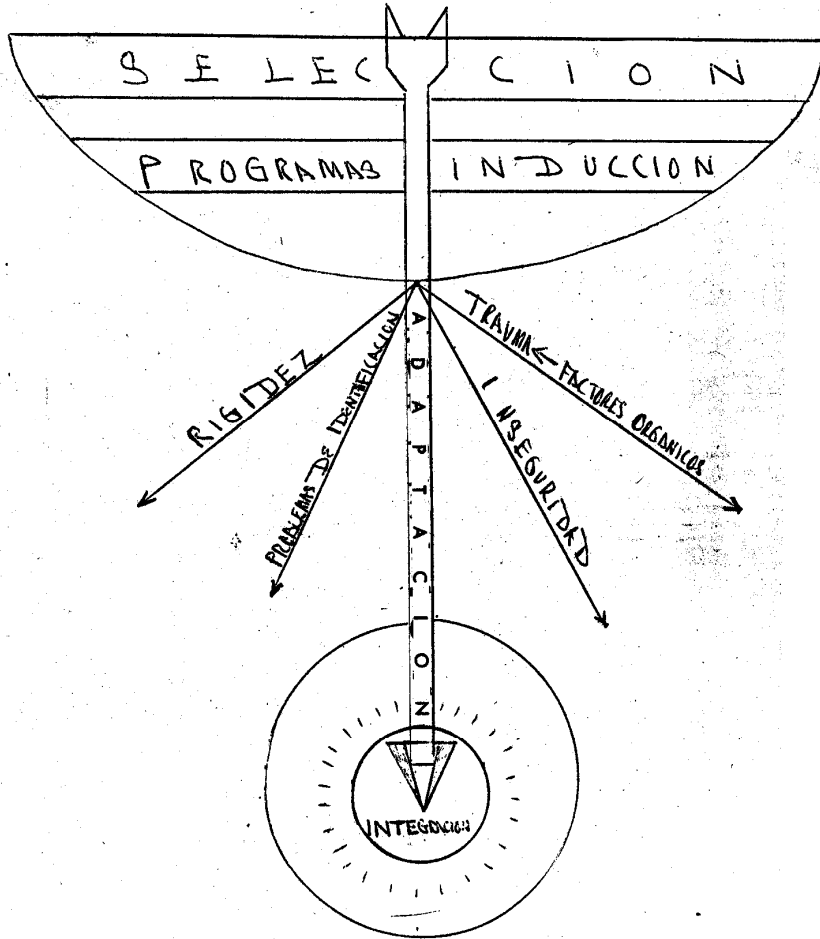 SELECCION
PROGRAMAS INDUCCION
RIGIDEZ
PROBLEMAS DE IDENTIFICACION
ADAPTACION
INSEGURIDAD
TRAUMA← FACTORES ORGANICOS
INTEGRACION